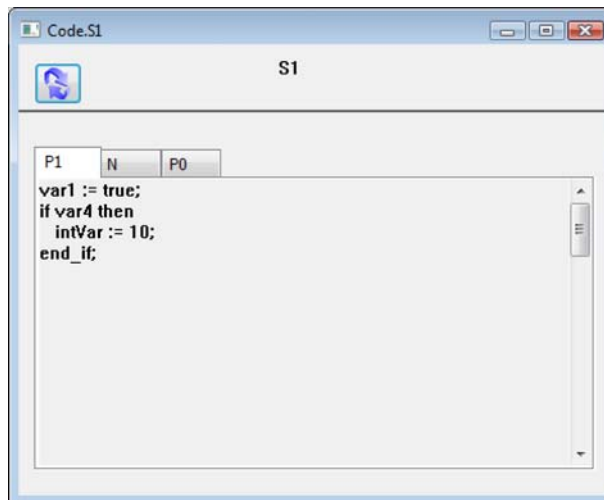 Code.S1
S1
P1 N P0
var1 := true;
if var4 then
intVar := 10;
end_if;